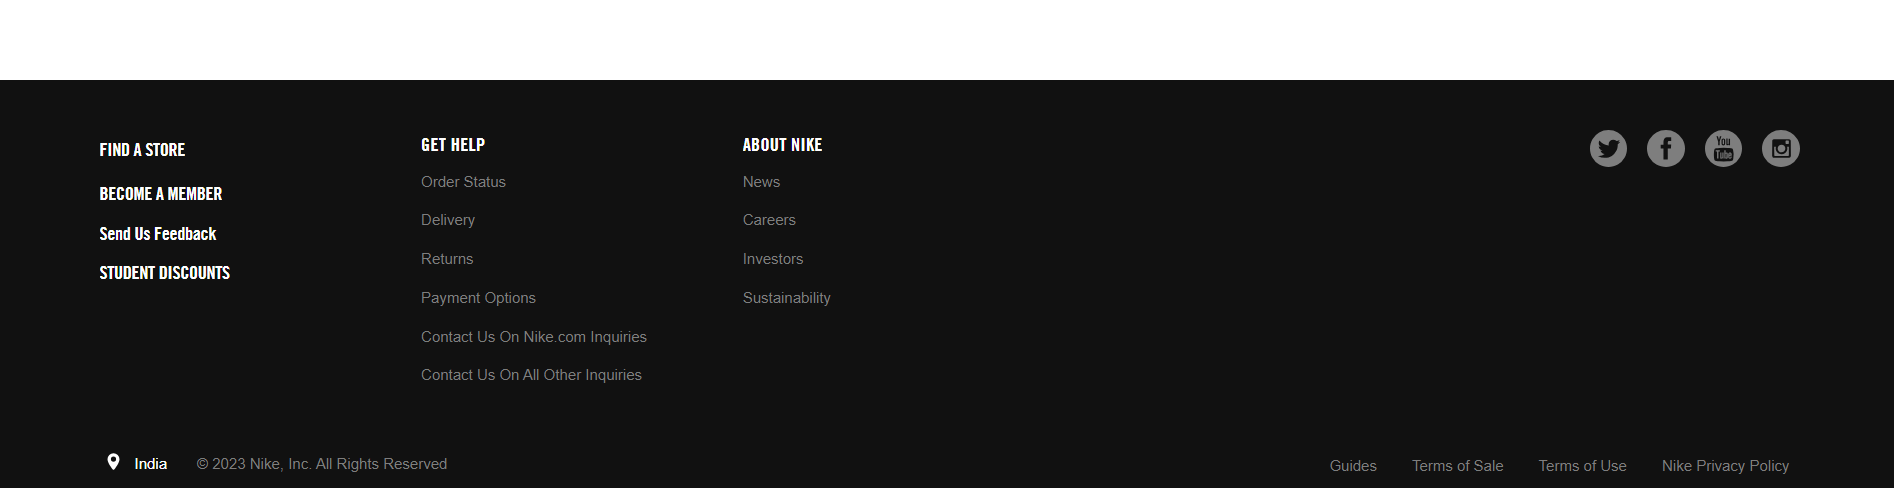 FIND A STORE
BECOME A MEMBER
Send Us Feedback
STUDENT DISCOUNTS
GET HELP
Order Status
Delivery
Returns
Payment Options
Contact Us On Nike.com Inquiries
Contact Us On All Other Inquiries
ABOUT NIKE
News
Careers
Investors
Sustainability
You
Tube
India
© 2023 Nike, Inc. All Rights Reserved
Guides
Terms of Sale
Terms of Use
Nike Privacy Policy